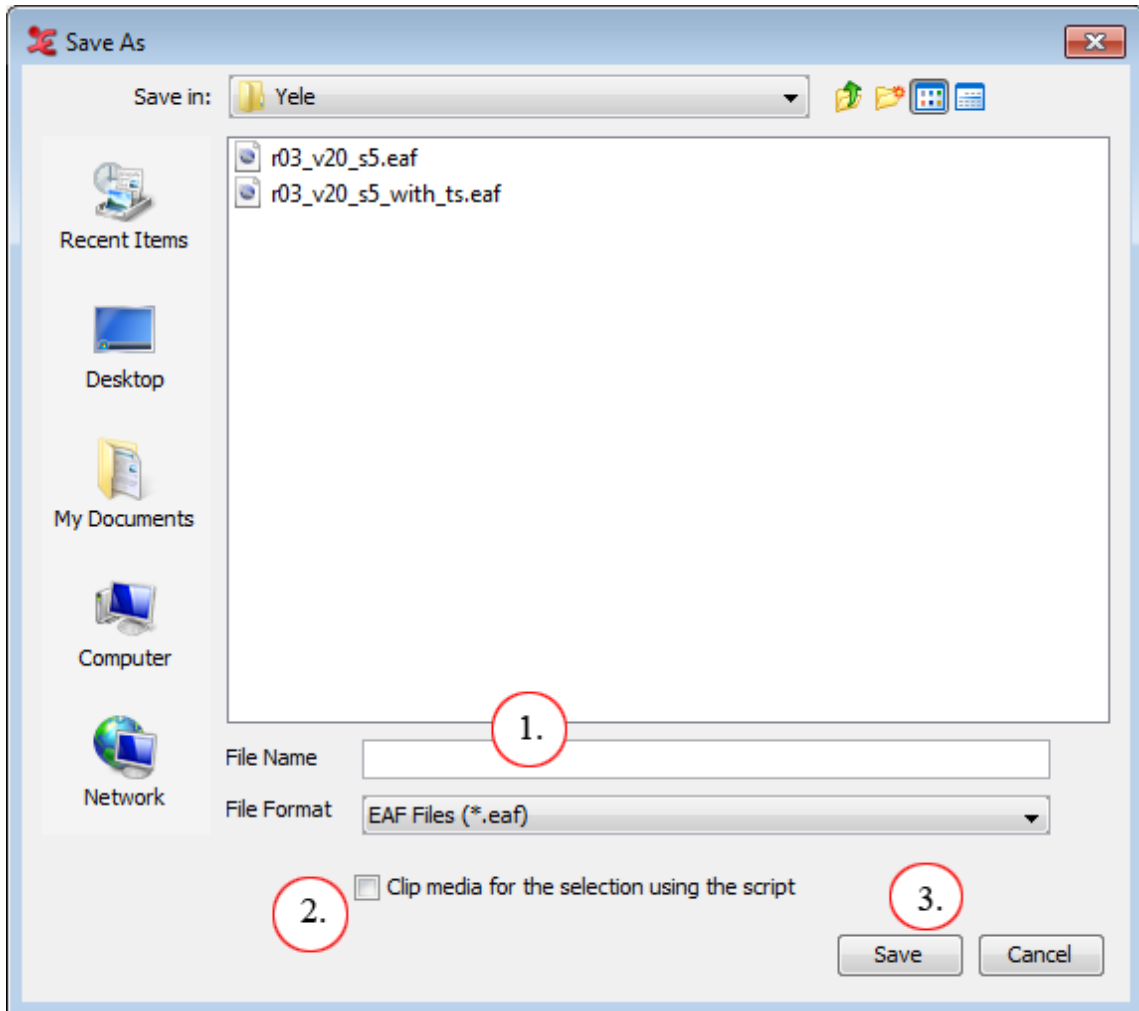 Save As
Save in: Yele
r03_v20_s5.eaf
r03_v20_s5_with_ts.eaf
Recent Items
Desktop
My Documents
Computer
Network
1.
File Name
File Format EAF Files (*.eaf)
2. Clip media for the selection using the script
3.
Save Cancel